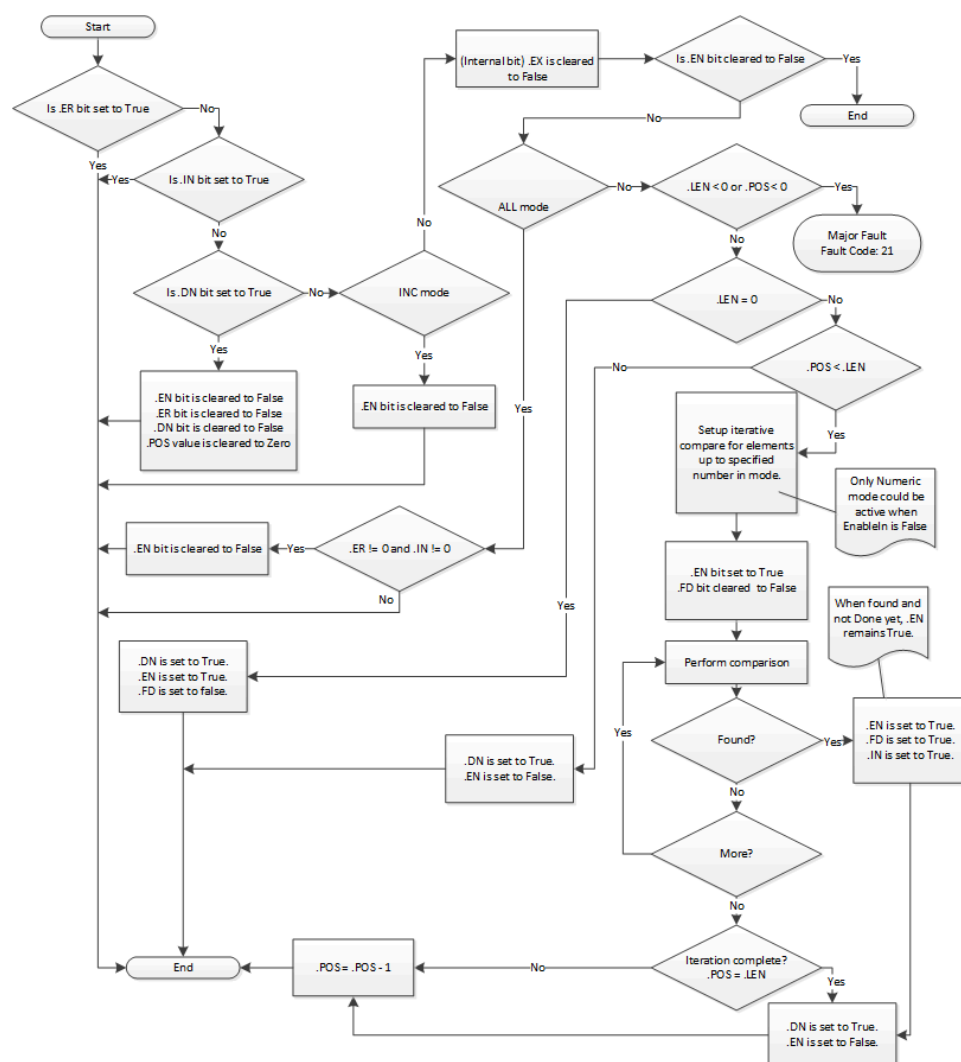 Start
(Internal bit) .EX is cleared
to False
Is .EN bit cleared to False
Yes
End
No
Is .ER bit set to True
No
Yes
Is .IN bit set to True
Yes
No
No
ALL mode
No
.LEN < 0 or .POS < 0
Yes
Major Fault
Fault Code: 21
No
Is .DN bit set to True
No
INC mode
.LEN = 0
No
Yes
Yes
.EN bit is cleared to False
.ER bit is cleared to False
.DN bit is cleared to False
.POS value is cleared to Zero
.EN bit is cleared to False
Yes
No
.POS < .LEN
Yes
Setup iterative
compare for elements
up to specified
number in mode.
Only Numeric
mode could be
active when
EnableIn is False
.EN bit is cleared to False
Yes
.ER != 0 and .IN != 0
No
Yes
.EN bit set to True
.FD bit cleared to False
When found and
not Done yet, .EN
remains True.
.DN is set to True.
.EN is set to True.
.FD is set to false.
Perform comparison
Yes
Found?
Yes
.EN is set to True.
.FD is set to True.
.IN is set to True.
.DN is set to True.
.EN is set to False.
No
More?
No
End
.POS= .POS - 1
No
Iteration complete?
.POS = .LEN
Yes
.DN is set to True.
.EN is set to False.